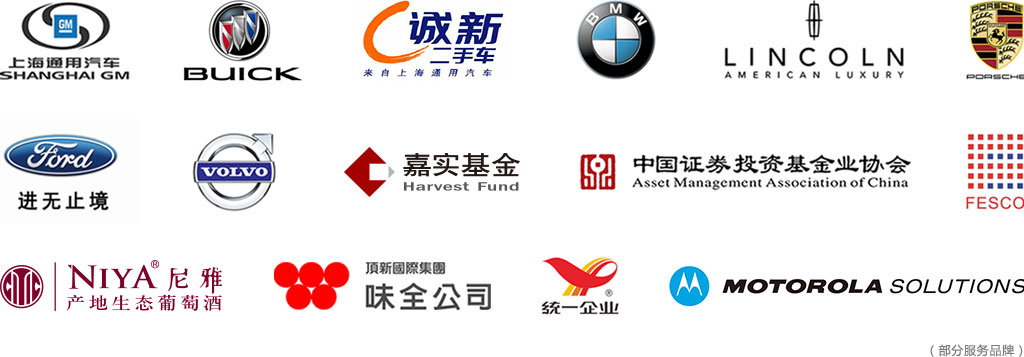 GM
上海通用汽车
SHANGHAI GM
BUICK
诚新
二手车
来自上海通用汽车
BMW
LINCOLN
AMERICAN LUXURY
PORSCHE
PORSCHE
Ford
进无止境
VOLVO
嘉实基金
Harvest Fund
中国证券投资基金业协会
Asset Management Association of China
FESCO
NIYA® 尼雅
产地生态葡萄酒
頂新國際集團
味全公司
®
统一企业
MOTOROLA SOLUTIONS
（部分服务品牌）